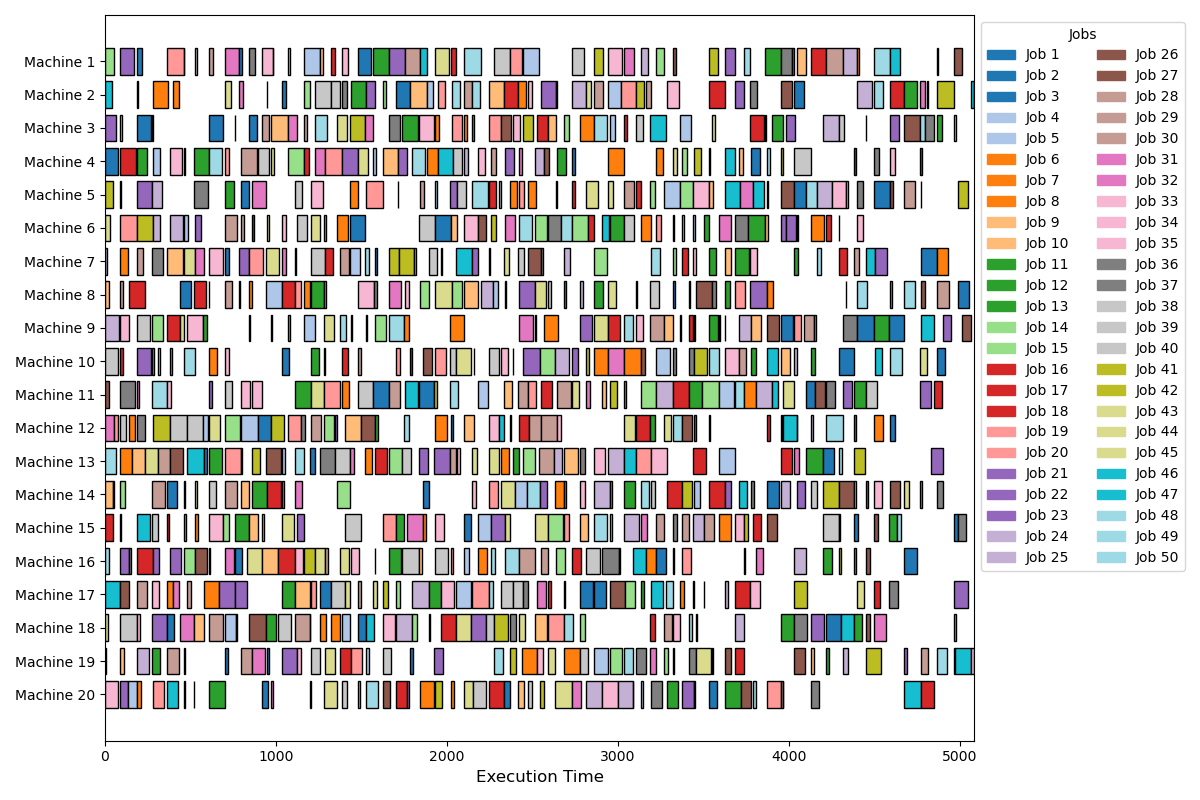 Machine 1
Machine 2
Machine 3
Machine 4
Machine 5
Machine 6
Machine 7
Machine 8
Machine 9
Machine 10
Machine 11
Machine 12
Machine 13
Machine 14
Machine 15
Machine 16
Machine 17
Machine 18
Machine 19
Machine 20
0 1000 2000 3000 4000 5000
Execution Time
Jobs
Job 1 Job 26
Job 2 Job 27
Job 3 Job 28
Job 4 Job 29
Job 5 Job 30
Job 6 Job 31
Job 7 Job 32
Job 8 Job 33
Job 9 Job 34
Job 10 Job 35
Job 11 Job 36
Job 12 Job 37
Job 13 Job 38
Job 14 Job 39
Job 15 Job 40
Job 16 Job 41
Job 17 Job 42
Job 18 Job 43
Job 19 Job 44
Job 20 Job 45
Job 21 Job 46
Job 22 Job 47
Job 23 Job 48
Job 24 Job 49
Job 25 Job 50